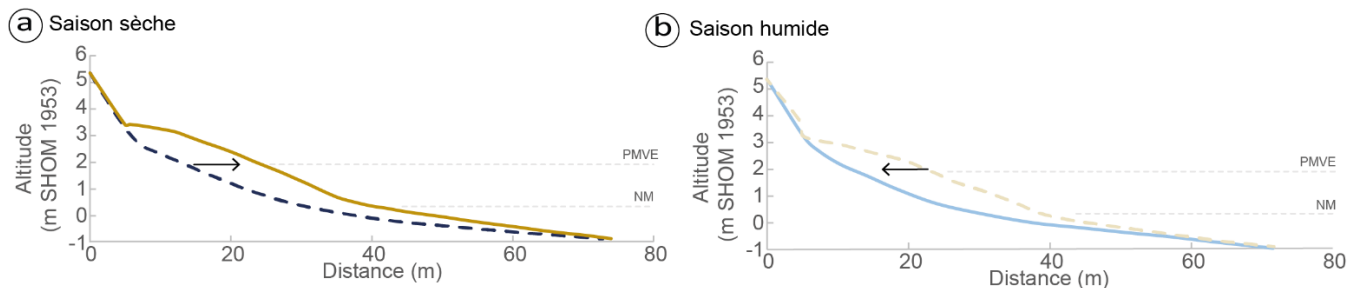 a Saison sèche
6
5
4
3
2
1
0
-1
Altitude
(m SHOM 1953)
PMVE
NM
0 20 40 60 80
Distance (m)
b Saison humide
6
5
4
3
2
1
0
-1
Altitude
(m SHOM 1953)
PMVE
NM
0 20 40 60 80
Distance (m)